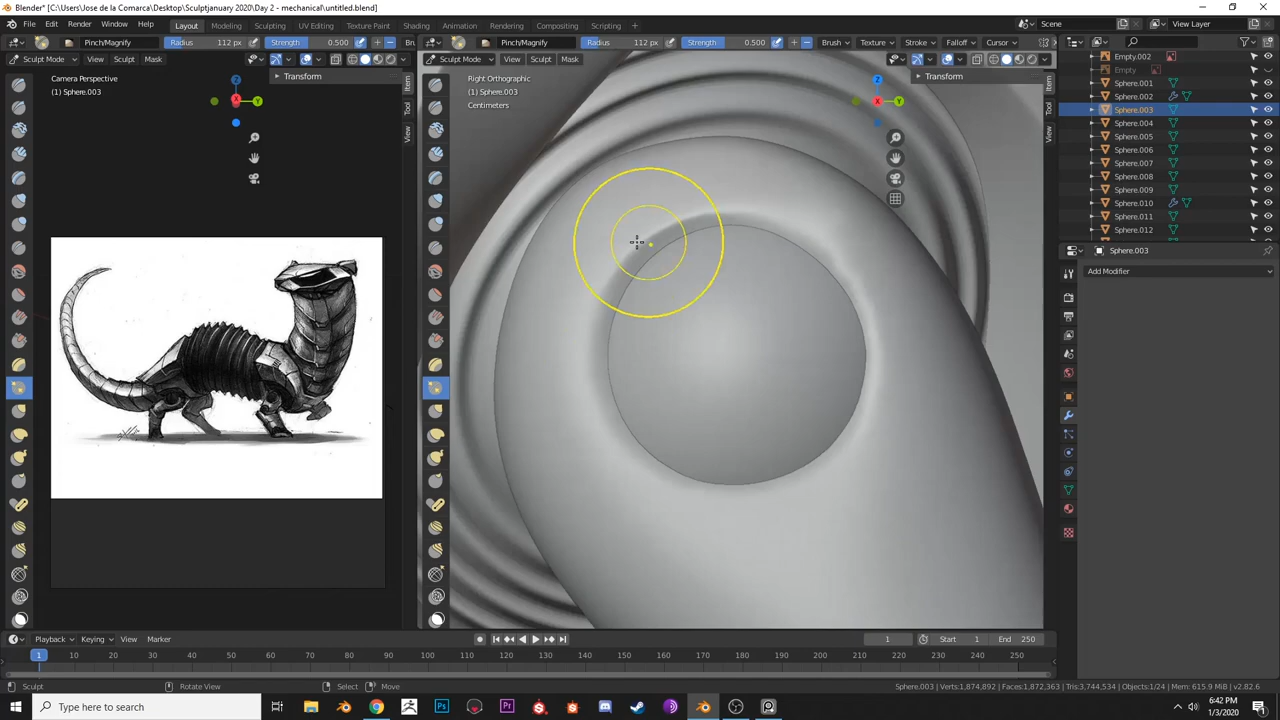 Blender* [C:\Users\Jose de la Comarca\Desktop\Sculptjanuary 2020\Day 2 - mechanical\untitled.blend]
File Edit Render Window Help Layout Modeling Sculpting UV Editing Texture Paint Shading Animation Rendering Compositing Scripting Scene View Layer
Pinch/Magnify Radius 112 px Strength 0.500 Bru Pinch/Magnify Radius 112 px Strength 0.500 Brush Texture Stroke Falloff Cursor
Sculpt Mode View Sculpt Mask Sculpt Mode View Sculpt Mask
Camera Perspective
(1) Sphere.003
Transform
Item
Tool
View
Z
X
Y
Right Orthographic
(1) Sphere.003
Centimeters
Transform
Item
Tool
View
Z
X
Y
Empty.002
Empty
Sphere.001
Sphere.002
Sphere.003
Sphere.004
Sphere.005
Sphere.006
Sphere.007
Sphere.008
Sphere.009
Sphere.010
Sphere.011
Sphere.012
Sphere.003
Add Modifier
Playback Keying View Marker 1 Start 1 End 250
1 10 20 30 40 50 60 70 80 90 100 110 120 130 140 150 160 170 180 190 200 210 220 230 240 250
Sculpt Rotate View Select Move Sphere.003 | Verts:1,874,892 | Faces:1,872,363 | Tris:3,744,534 | Objects:1/24 | Mem: 615.9 MiB | v2.82.6
Type here to search
6:42 PM
1/3/2020